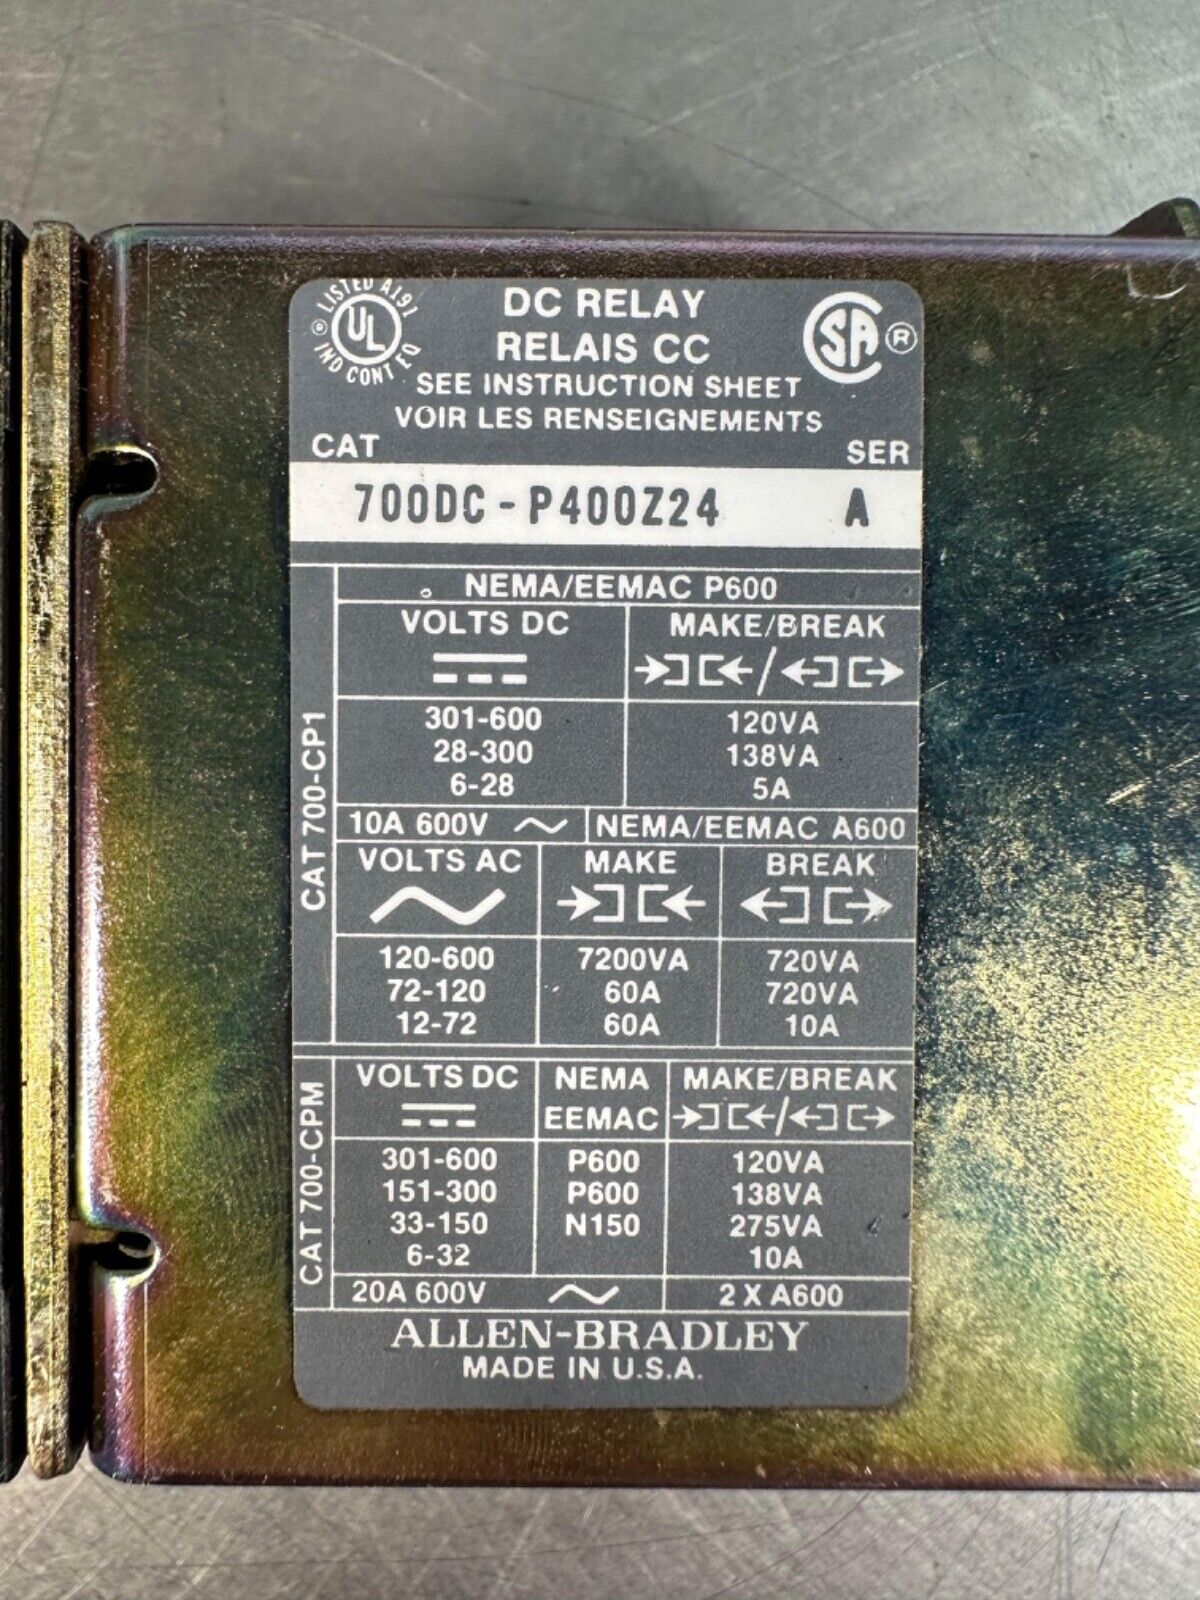 LISTED A191
UL ®
IND CONT EQ
DC RELAY
RELAIS CC
SA ®
SEE INSTRUCTION SHEET
VOIR LES RENSEIGNEMENTS
CAT SER
700DC-P400Z24 A
CAT 700-CP1
NEMA/EEMAC P600
VOLTS DC MAKE/BREAK
301-600 120VA
28-300 138VA
6-28 5A
10A 600V NEMA/EEMAC A600
VOLTS AC MAKE BREAK
120-600 7200VA 720VA
72-120 60A 720VA
12-72 60A 10A
CAT 700-CPM
VOLTS DC NEMA MAKE/BREAK
EEMAC
301-600 P600 120VA
151-300 P600 138VA
33-150 N150 275VA
6-32 10A
20A 600V 2 X A600
ALLEN-BRADLEY
MADE IN U.S.A.